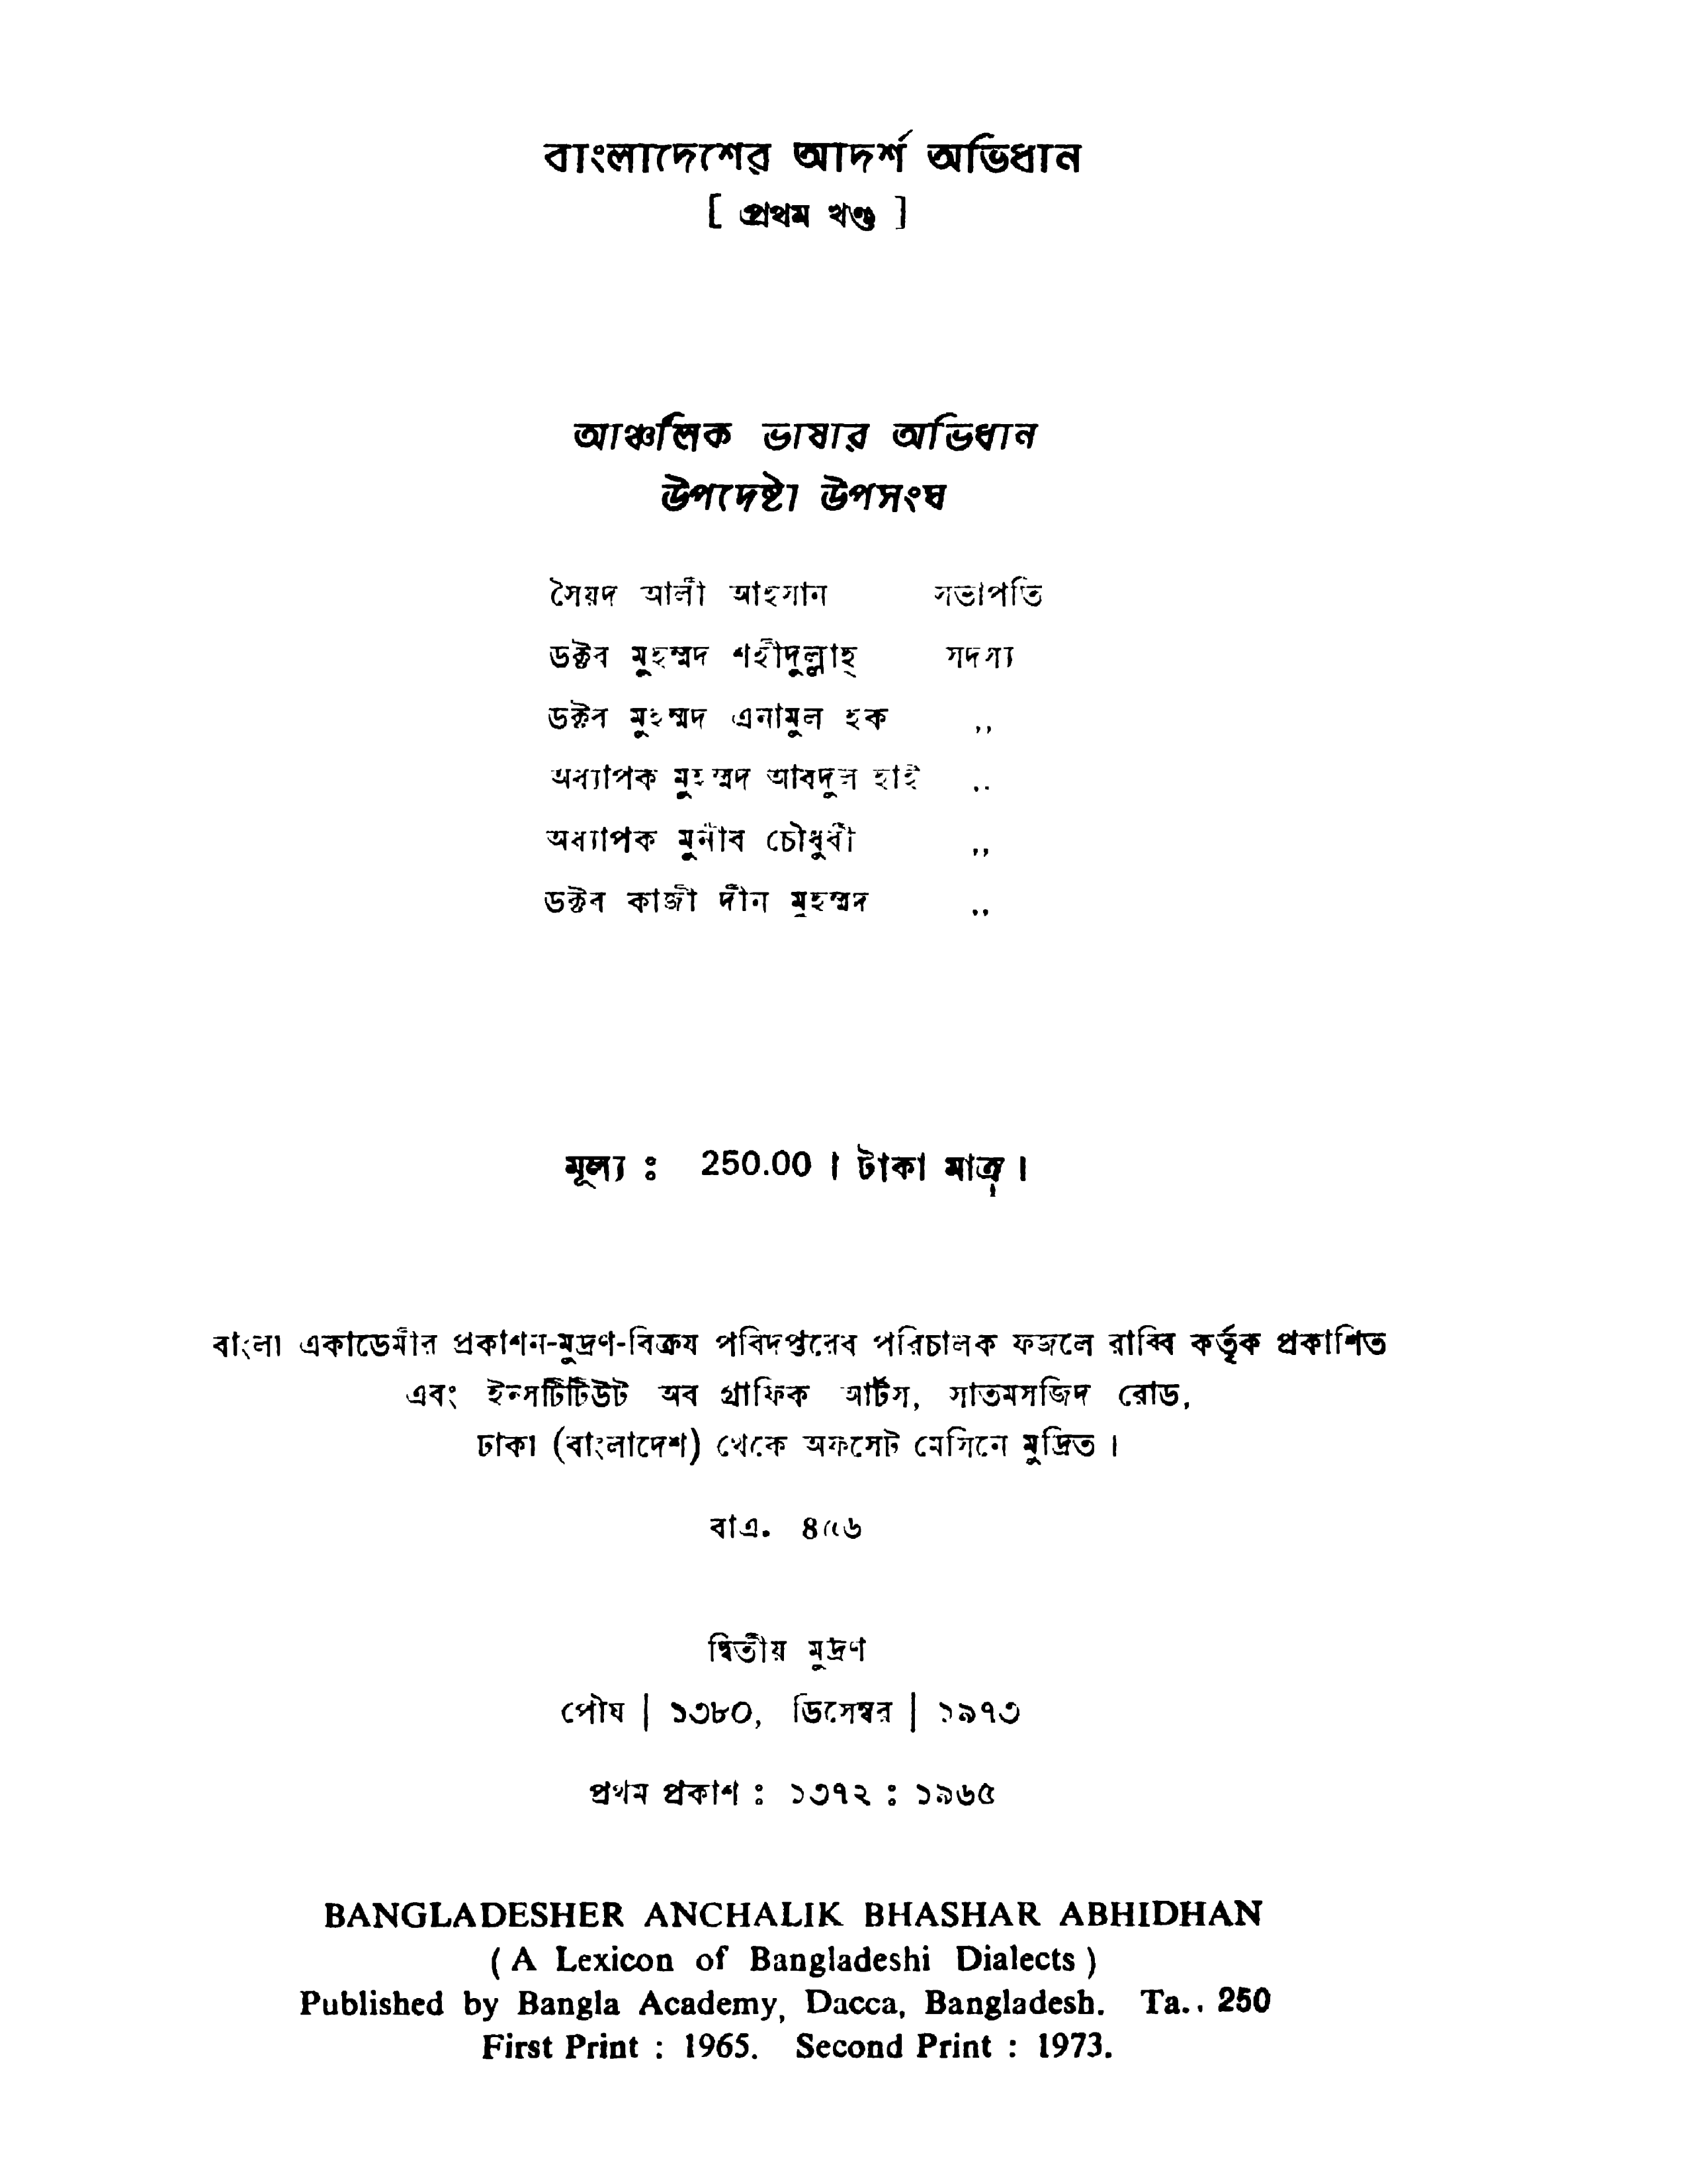 বাংলাদেশের আদর্শ অভিধান
[ প্রথম খণ্ড ]
আঞ্চলিক ভাষার অভিধান
উপদেষ্টা উপসংঘ
সৈয়দ আলী আহসান সভাপতি
ডক্টর মুহম্মদ শহীদুল্লাহ্ সদস্য
ডক্টর মুহম্মদ এনামুল হক ,,
অধ্যাপক মুহম্মদ আবদুল হাই ,,
অধ্যাপক মুনীর চৌধুরী ,,
ডক্টর কাজী দীন মুহম্মদ ,,
মূল্য : 250.00 । টাকা মাত্র ।
বাংলা একাডেমীর প্রকাশন-মুদ্রণ-বিক্রয় পরিদপ্তরের পরিচালক ফজলে রাব্বি কর্তৃক প্রকাশিত
এবং ইন্সটিটিউট অব গ্রাফিক আর্টস, সাতমসজিদ রোড,
ঢাকা (বাংলাদেশ) থেকে অফসেট মেসিনে মুদ্রিত ।
বাএ. ৪৫৬
দ্বিতীয় মুদ্রণ
পৌষ | ১৩৮০, ডিসেম্বর | ১৯৭৩
প্রথম প্রকাশ : ১৩৭২ : ১৯৬৫
BANGLADESHER ANCHALIK BHASHAR ABHIDHAN
( A Lexicon of Bangladeshi Dialects )
Published by Bangla Academy, Dacca, Bangladesh. Ta.. 250
First Print : 1965. Second Print : 1973.